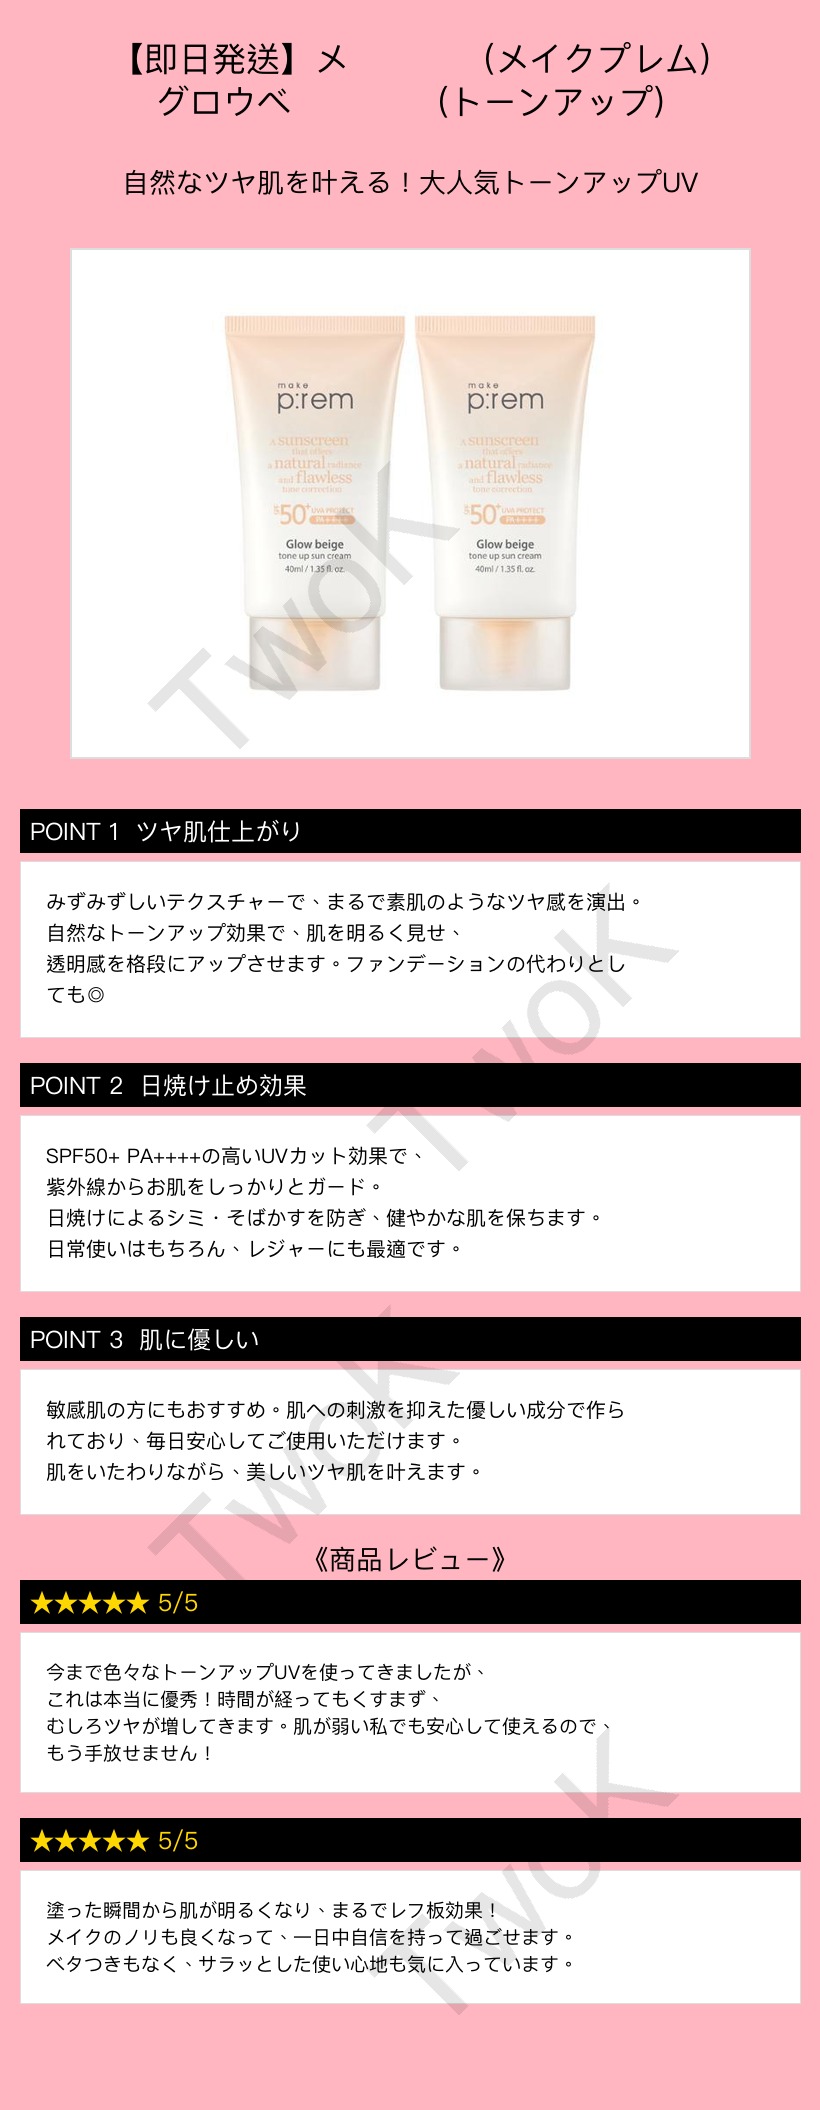 【即日発送】メ （メイクプレム）
グロウベ （トーンアップ）
自然なツヤ肌を叶える！大人気トーンアップUV
make make
p:rem p:rem
A sunscreen A sunscreen
that offers that offers
a natural radiance a natural radiance
and flawless and flawless
tone correction tone correction
SPF 50+ UVA PROTECT PA++++ SPF 50+ UVA PROTECT PA++++
Glow beige Glow beige
tone up sun cream tone up sun cream
40ml / 1.35 fl. oz. 40ml / 1.35 fl. oz.
Twok
POINT 1 ツヤ肌仕上がり
みずみずしいテクスチャーで、まるで素肌のようなツヤ感を演出。
自然なトーンアップ効果で、肌を明るく見せ、
透明感を格段にアップさせます。ファンデーションの代わりとし
ても◎
Twok
POINT 2 日焼け止め効果
SPF50+ PA++++の高いUVカット効果で、
紫外線からお肌をしっかりとガード。
日焼けによるシミ・そばかすを防ぎ、健やかな肌を保ちます。
日常使いはもちろん、レジャーにも最適です。
POINT 3 肌に優しい
敏感肌の方にもおすすめ。肌への刺激を抑えた優しい成分で作ら
れており、毎日安心してご使用いただけます。
肌をいたわりながら、美しいツヤ肌を叶えます。
Twok
《商品レビュー》
★★★★★ 5/5
今まで色々なトーンアップUVを使ってきましたが、
これは本当に優秀！時間が経ってもくすまず、
むしろツヤが増してきます。肌が弱い私でも安心して使えるので、
もう手放せません！
★★★★★ 5/5
塗った瞬間から肌が明るくなり、まるでレフ板効果！
メイクのノリも良くなって、一日中自信を持って過ごせます。
ベタつきもなく、サラッとした使い心地も気に入っています。
Twok